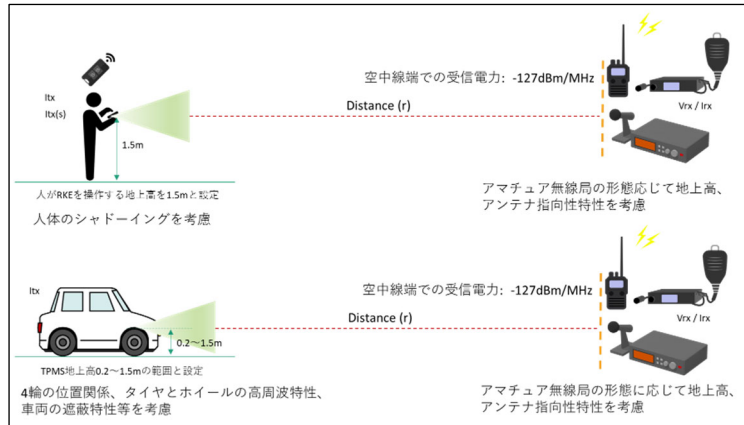 空中線端での受信電力: -127dBm/MHz
Itx
Itx(s)
Distance (r)
Vrx / Irx
1.5m
人がRKEを操作する地上高を1.5mと設定
人体のシャドーイングを考慮
アマチュア無線局の形態応じて地上高、
アンテナ指向性特性を考慮
Itx
空中線端での受信電力: -127dBm/MHz
Distance (r)
Vrx / Irx
0.2～1.5m
TPMS地上高0.2～1.5mの範囲と設定
4輪の位置関係、タイヤとホイールの高周波特性、
車両の遮蔽特性等を考慮
アマチュア無線局の形態に応じて地上高、
アンテナ指向性特性を考慮